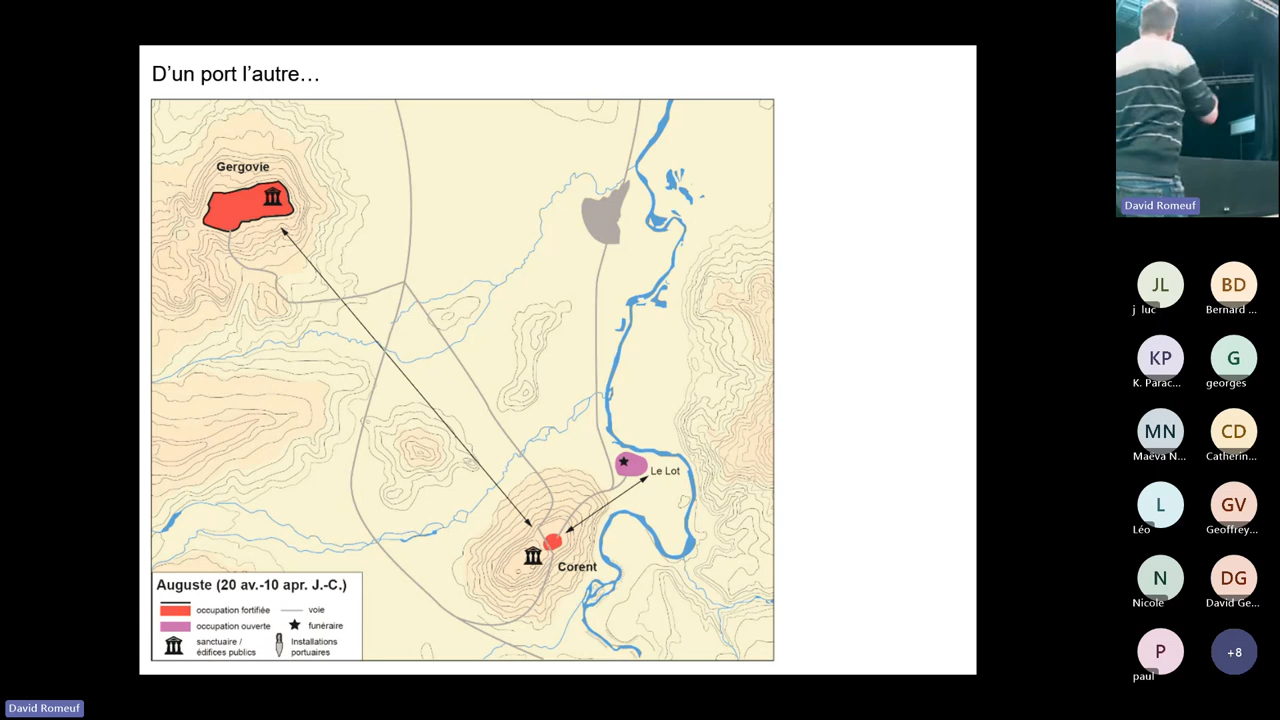 D'un port l'autre…
Gergovie
Le Lot
Corent
Auguste (20 av.-10 apr. J.-C.)
occupation fortifiée
voie
occupation ouverte
funéraire
sanctuaire /
édifices publics
Installations
portuaires
David Romeuf
JL
BD
j luc
Bernard ...
KP
G
K. Parac...
georges
MN
CD
Maëva N...
Catherin...
L
GV
Léo
Geoffrey...
N
DG
Nicole
David Ge...
P
+8
paul
David Romeuf